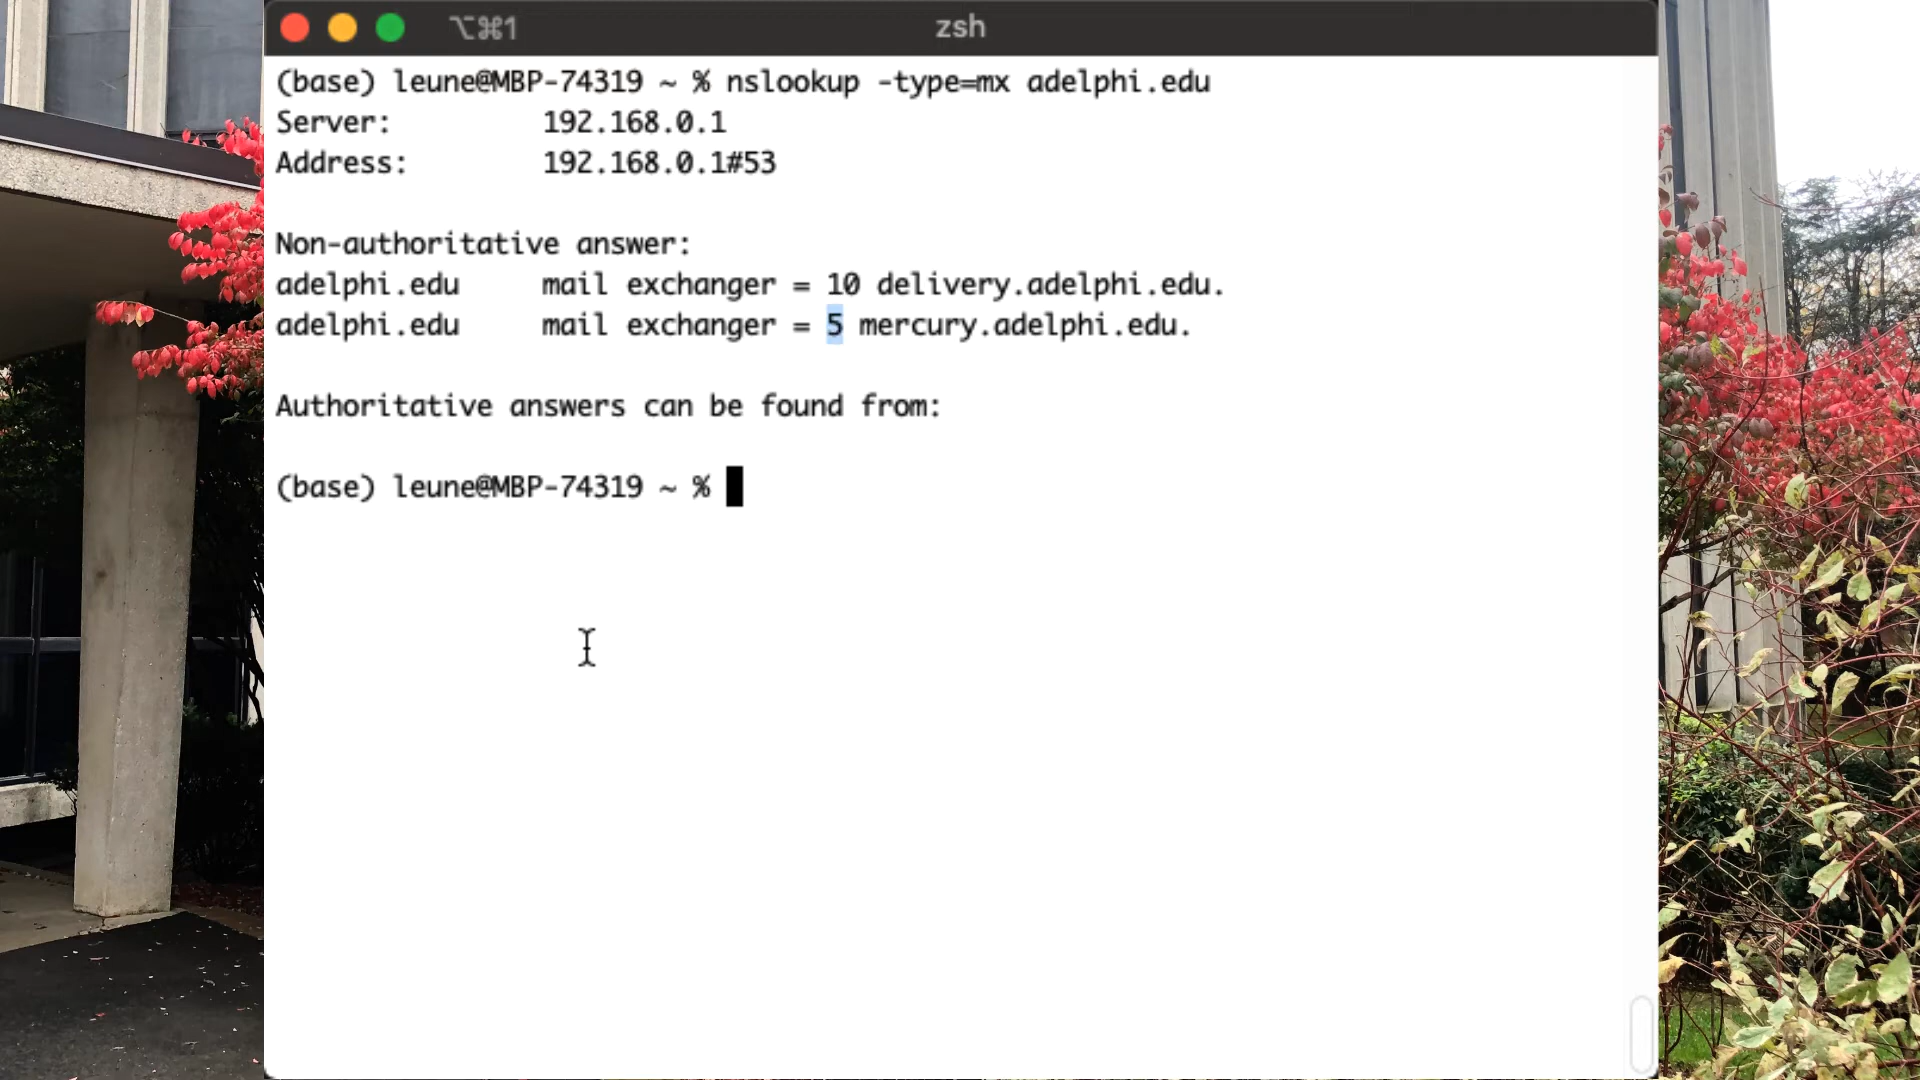 ⌥⌘1 zsh
(base) leune@MBP-74319 ~ % nslookup -type=mx adelphi.edu
Server: 192.168.0.1
Address: 192.168.0.1#53
Non-authoritative answer:
adelphi.edu mail exchanger = 10 delivery.adelphi.edu.
adelphi.edu mail exchanger = 5 mercury.adelphi.edu.
Authoritative answers can be found from:
(base) leune@MBP-74319 ~ %